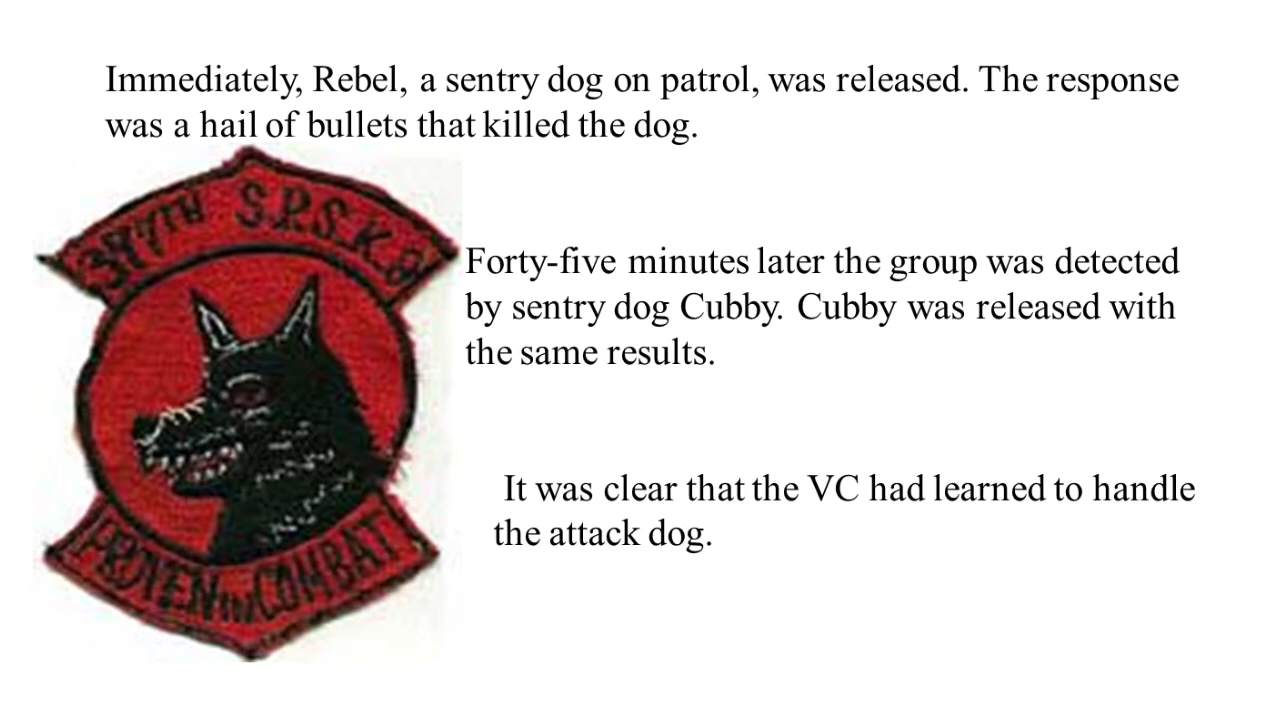 Immediately, Rebel, a sentry dog on patrol, was released. The response
was a hail of bullets that killed the dog.
377TH S.P.S. K-9
Forty-five minutes later the group was detected
by sentry dog Cubby. Cubby was released with
the same results.
It was clear that the VC had learned to handle
the attack dog.
PROVEN IN COMBAT